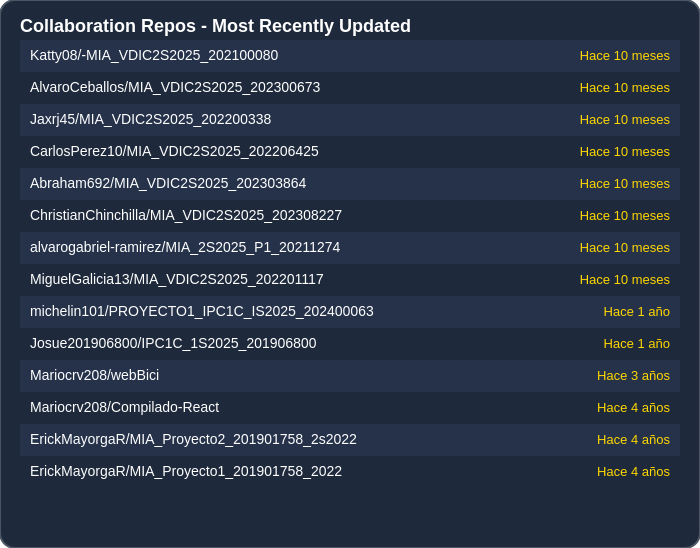 Collaboration Repos - Most Recently Updated
Katty08/-MIA_VDIC2S2025_202100080 Hace 10 meses
AlvaroCeballos/MIA_VDIC2S2025_202300673 Hace 10 meses
Jaxrj45/MIA_VDIC2S2025_202200338 Hace 10 meses
CarlosPerez10/MIA_VDIC2S2025_202206425 Hace 10 meses
Abraham692/MIA_VDIC2S2025_202303864 Hace 10 meses
ChristianChinchilla/MIA_VDIC2S2025_202308227 Hace 10 meses
alvarogabriel-ramirez/MIA_2S2025_P1_20211274 Hace 10 meses
MiguelGalicia13/MIA_VDIC2S2025_202201117 Hace 10 meses
michelin101/PROYECTO1_IPC1C_IS2025_202400063 Hace 1 año
Josue201906800/IPC1C_1S2025_201906800 Hace 1 año
Mariocrv208/webBici Hace 3 años
Mariocrv208/Compilado-React Hace 4 años
ErickMayorgaR/MIA_Proyecto2_201901758_2s2022 Hace 4 años
ErickMayorgaR/MIA_Proyecto1_201901758_2022 Hace 4 años